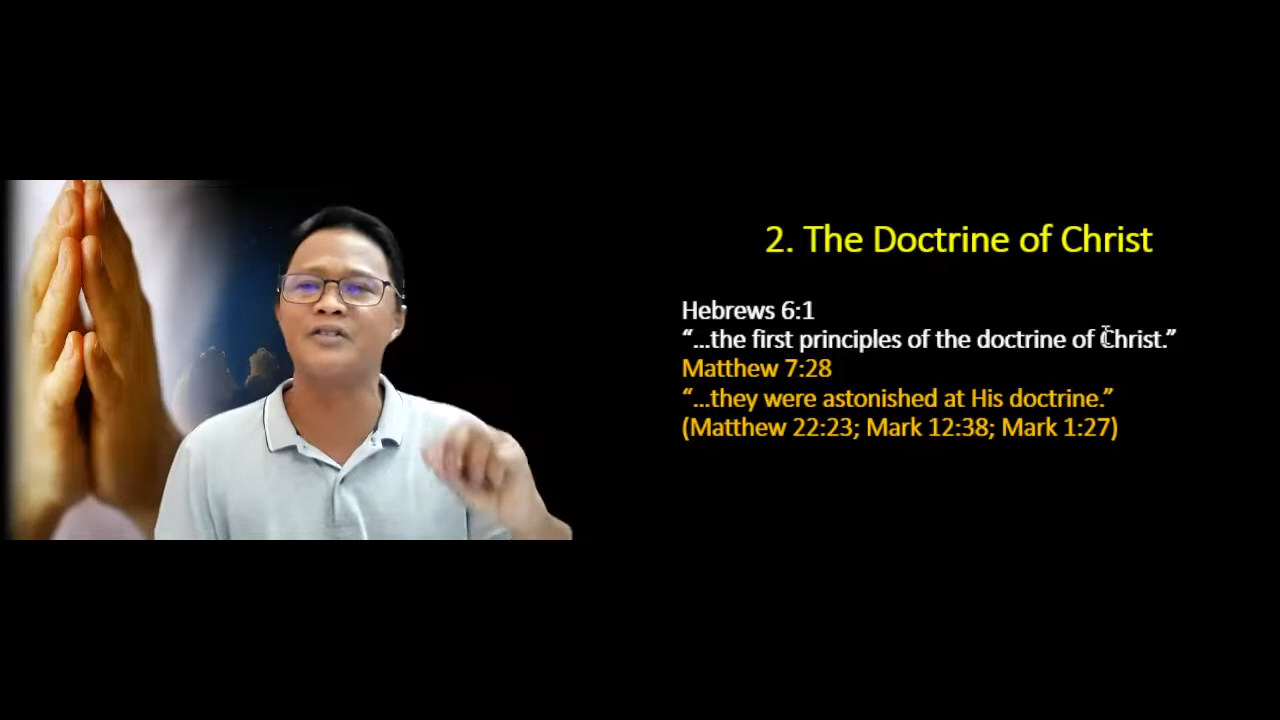 2. The Doctrine of Christ
Hebrews 6:1
“...the first principles of the doctrine of Christ.”
Matthew 7:28
“...they were astonished at His doctrine.”
(Matthew 22:23; Mark 12:38; Mark 1:27)